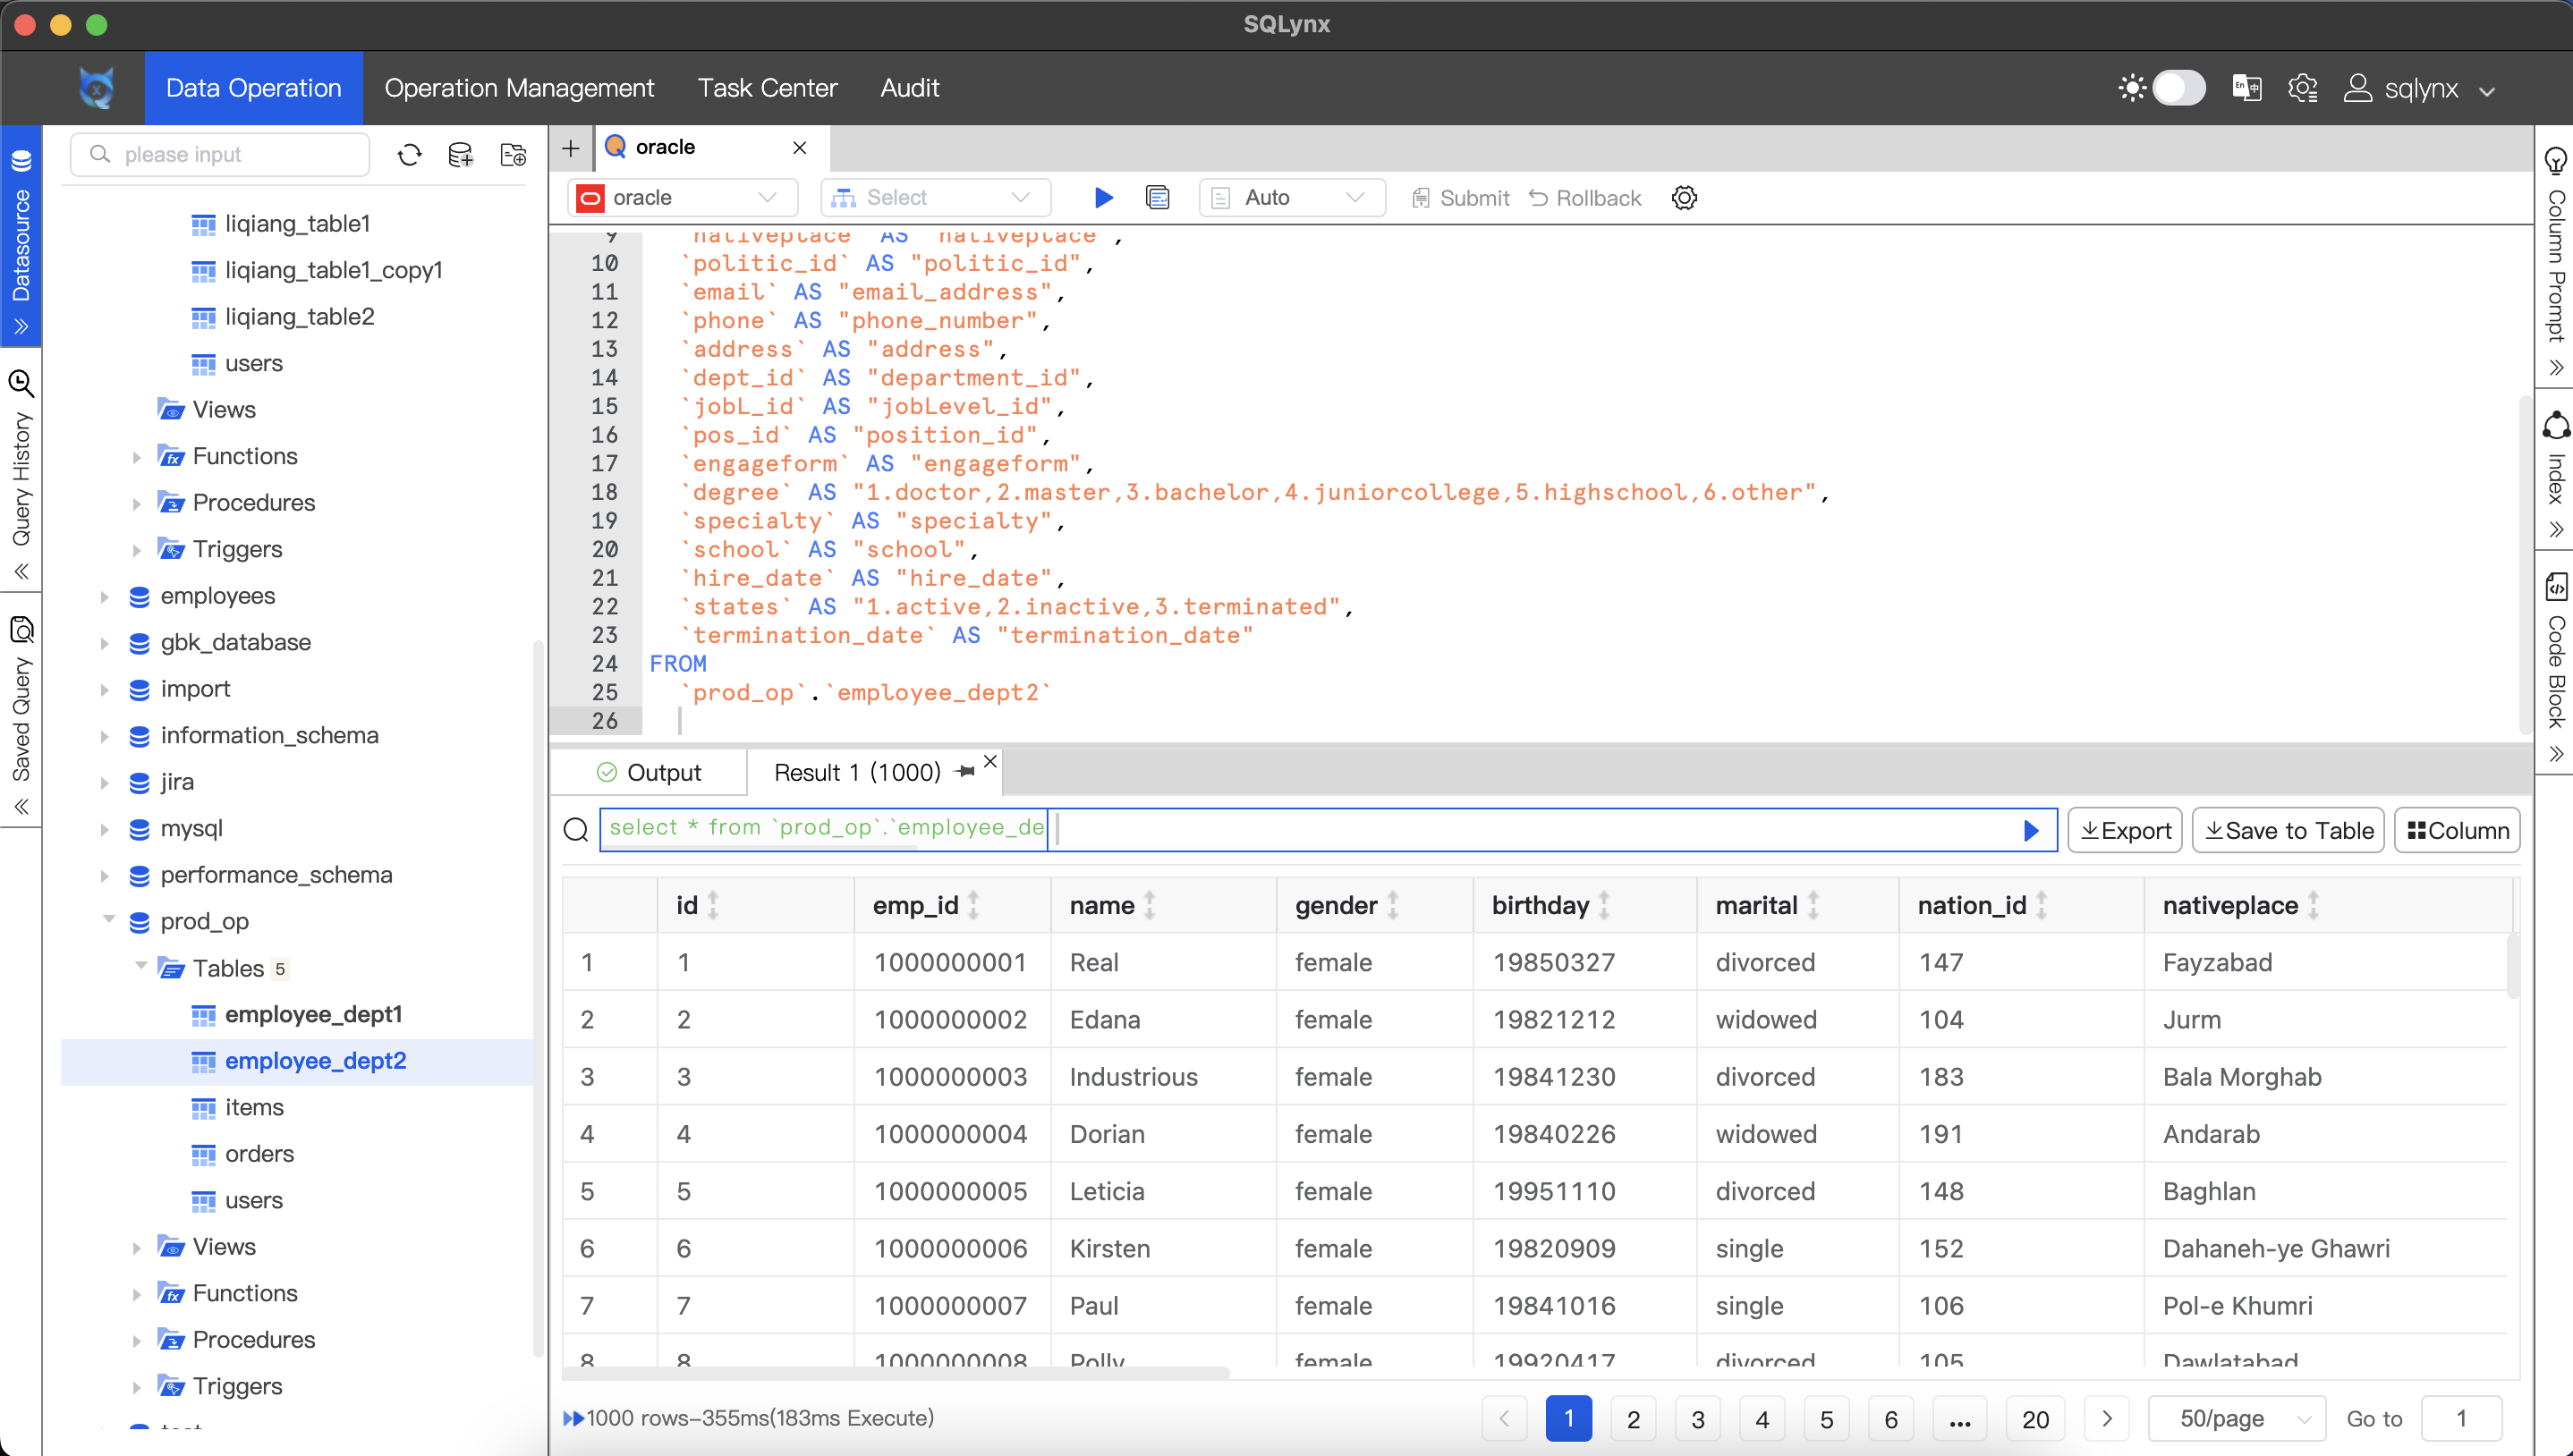 SQLynx
Data Operation Operation Management Task Center Audit En 中 sqlynx
please input
Datasource
Query History
Saved Query
liqiang_table1
liqiang_table1_copy1
liqiang_table2
users
Views
Functions
Procedures
Triggers
employees
gbk_database
import
information_schema
jira
mysql
performance_schema
prod_op
Tables 5
employee_dept1
employee_dept2
items
orders
users
Views
Functions
Procedures
Triggers
oracle
oracle Select Auto Submit Rollback
9 `nativeplace` AS "nativeplace",
10 `politic_id` AS "politic_id",
11 `email` AS "email_address",
12 `phone` AS "phone_number",
13 `address` AS "address",
14 `dept_id` AS "department_id",
15 `jobL_id` AS "jobLevel_id",
16 `pos_id` AS "position_id",
17 `engageform` AS "engageform",
18 `degree` AS "1.doctor,2.master,3.bachelor,4.juniorcollege,5.highschool,6.other",
19 `specialty` AS "specialty",
20 `school` AS "school",
21 `hire_date` AS "hire_date",
22 `states` AS "1.active,2.inactive,3.terminated",
23 `termination_date` AS "termination_date"
24 FROM
25 `prod_op`.`employee_dept2`
26
Output Result 1 (1000)
select * from `prod_op`.`employee_de Export Save to Table Column
id emp_id name gender birthday marital nation_id nativeplace
1 1 1000000001 Real female 19850327 divorced 147 Fayzabad
2 2 1000000002 Edana female 19821212 widowed 104 Jurm
3 3 1000000003 Industrious female 19841230 divorced 183 Bala Morghab
4 4 1000000004 Dorian female 19840226 widowed 191 Andarab
5 5 1000000005 Leticia female 19951110 divorced 148 Baghlan
6 6 1000000006 Kirsten female 19820909 single 152 Dahaneh-ye Ghawri
7 7 1000000007 Paul female 19841016 single 106 Pol-e Khumri
8 8 1000000008 Polly female 19920417 divorced 105 Dawlatabad
1000 rows-355ms(183ms Execute) 1 2 3 4 5 6 ... 20 50/page Go to 1
Column Prompt
Index
Code Block